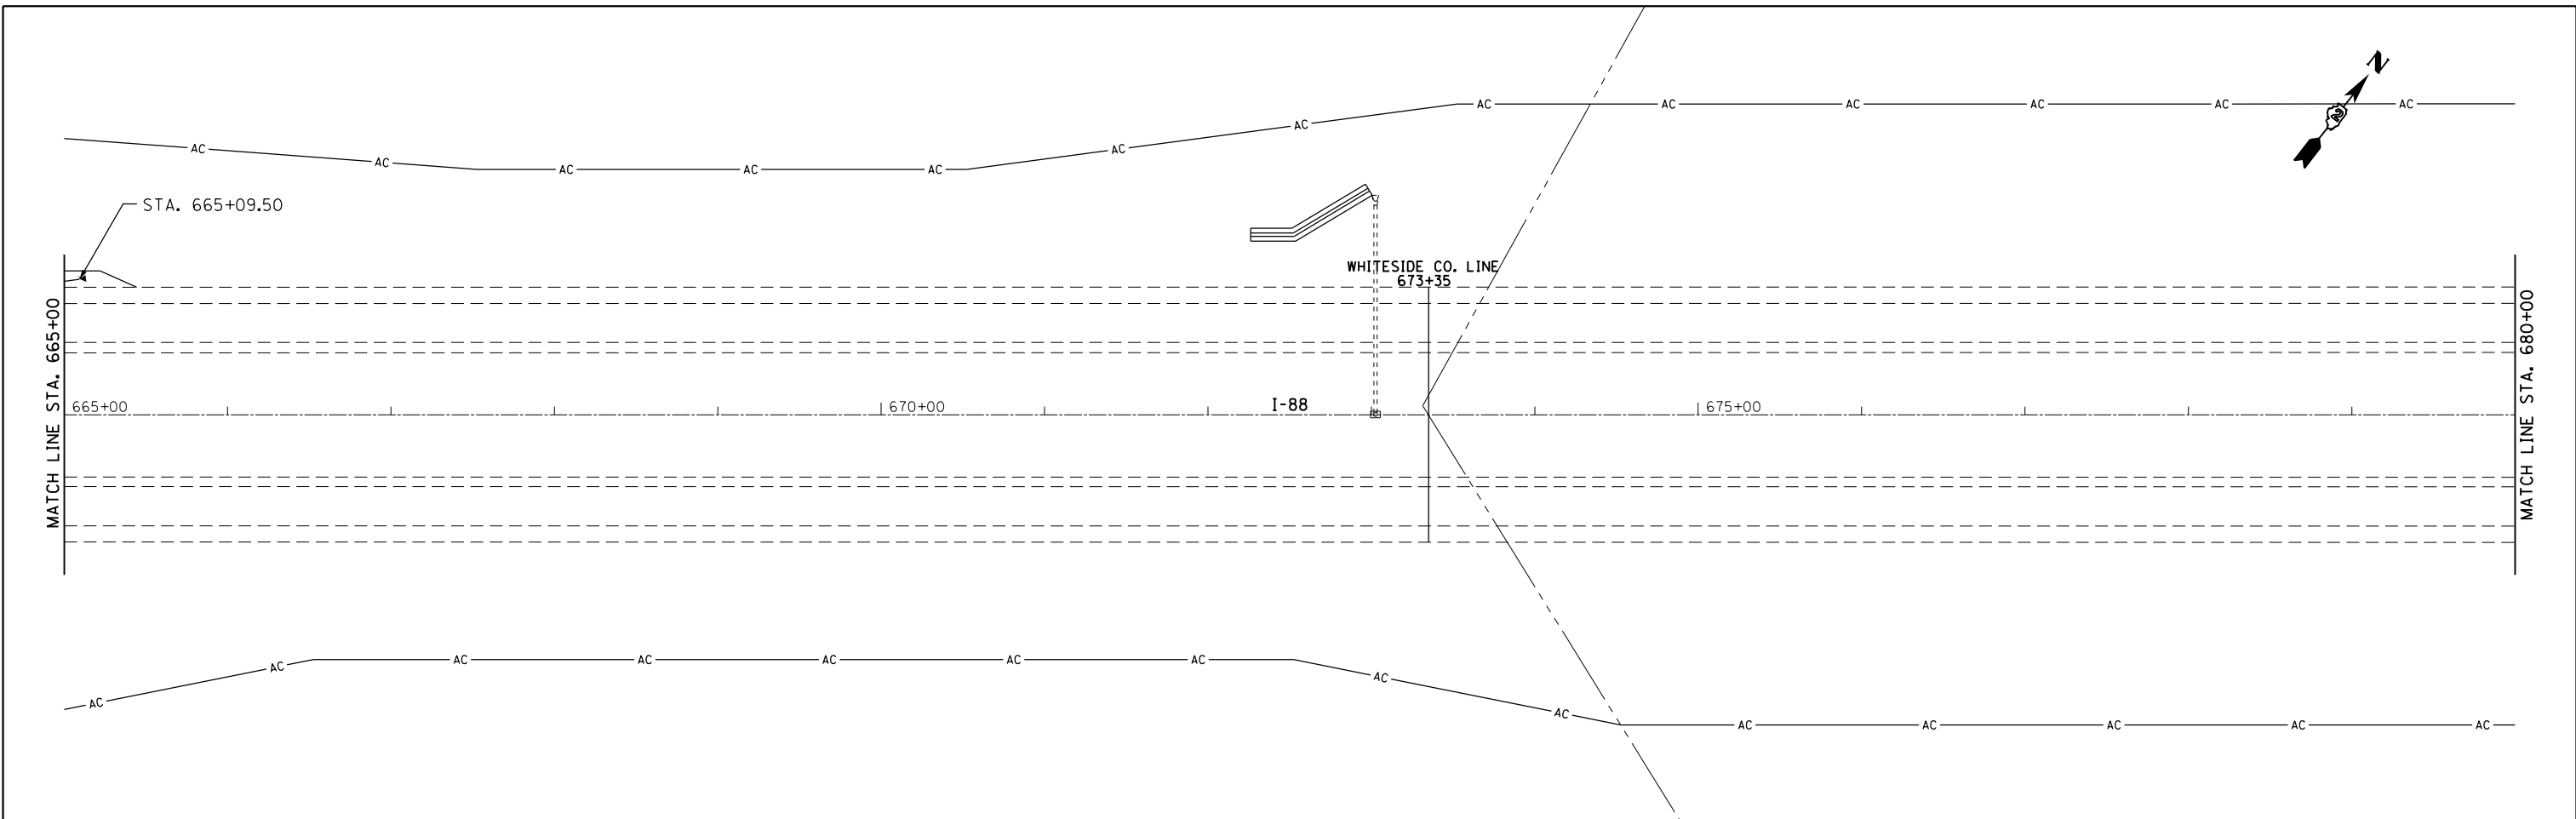 N
2
AC AC AC AC AC AC AC AC AC AC AC AC AC
STA. 665+09.50
WHITESIDE CO. LINE
673+35
MATCH LINE STA. 665+00
665+00
670+00
I-88
675+00
MATCH LINE STA. 680+00
AC AC AC AC AC AC AC AC AC AC AC AC AC AC